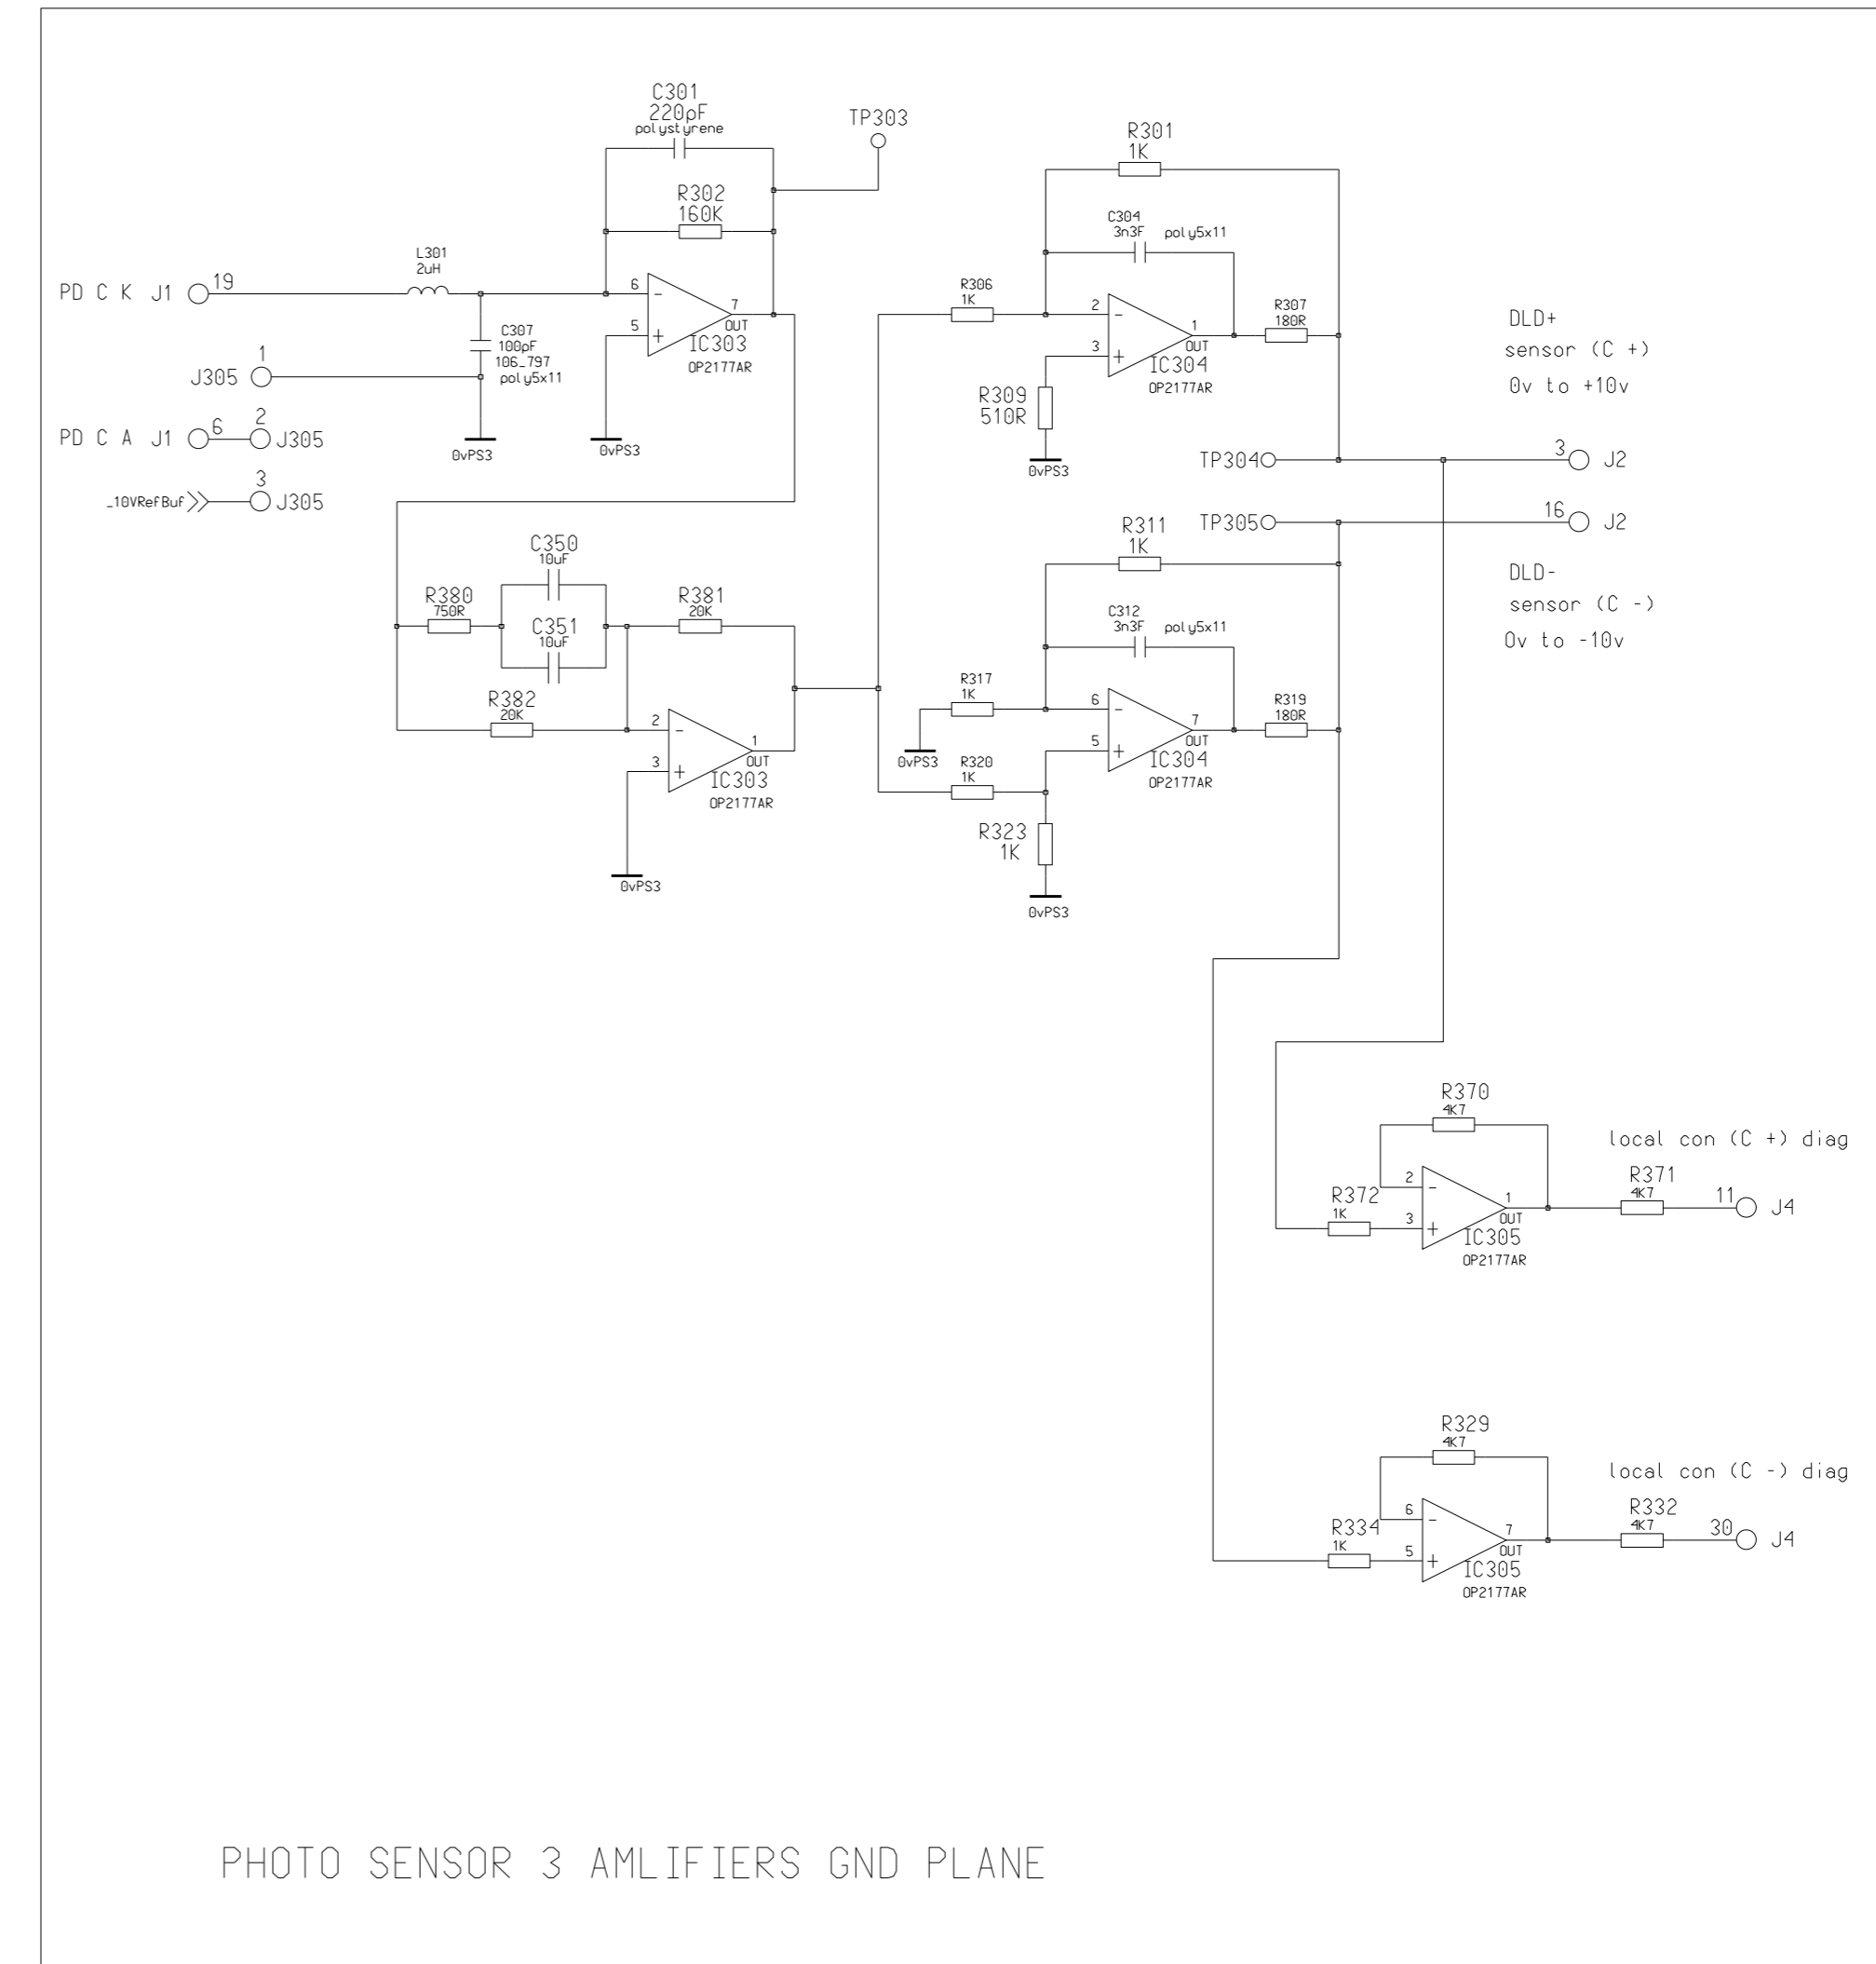 C301
220pF
polystyrene
TP303
R301
1K
R302
160K
C304
3n3F poly5x11
L301
2uH
PD C K J1 19
6
5
7
OUT
IC303
OP2177AR
R306
1K
2
3
1
OUT
IC304
OP2177AR
R307
180R
DLD+
sensor (C +)
0v to +10v
C307
100pF
106_797
poly5x11
1
J305
R309
510R
PD C A J1 6 2 J305
0vPS3
0vPS3
0vPS3
TP304
3 J2
3
_10VRefBuf J305
TP305
16 J2
R311
1K
C350
10uF
DLD-
sensor (C -)
0v to -10v
R380
750R
C351
10uF
R381
20K
C312
3n3F poly5x11
R382
20K
R317
1K
6
5
7
OUT
IC304
OP2177AR
R319
180R
2
3
1
OUT
IC303
OP2177AR
0vPS3
R320
1K
R323
1K
0vPS3
0vPS3
R370
4K7
local con (C +) diag
2
3
1
OUT
IC305
OP2177AR
R372
1K
R371
4K7
11 J4
R329
4K7
local con (C -) diag
6
5
7
OUT
IC305
OP2177AR
R334
1K
R332
4K7
30 J4
PHOTO SENSOR 3 AMLIFIERS GND PLANE